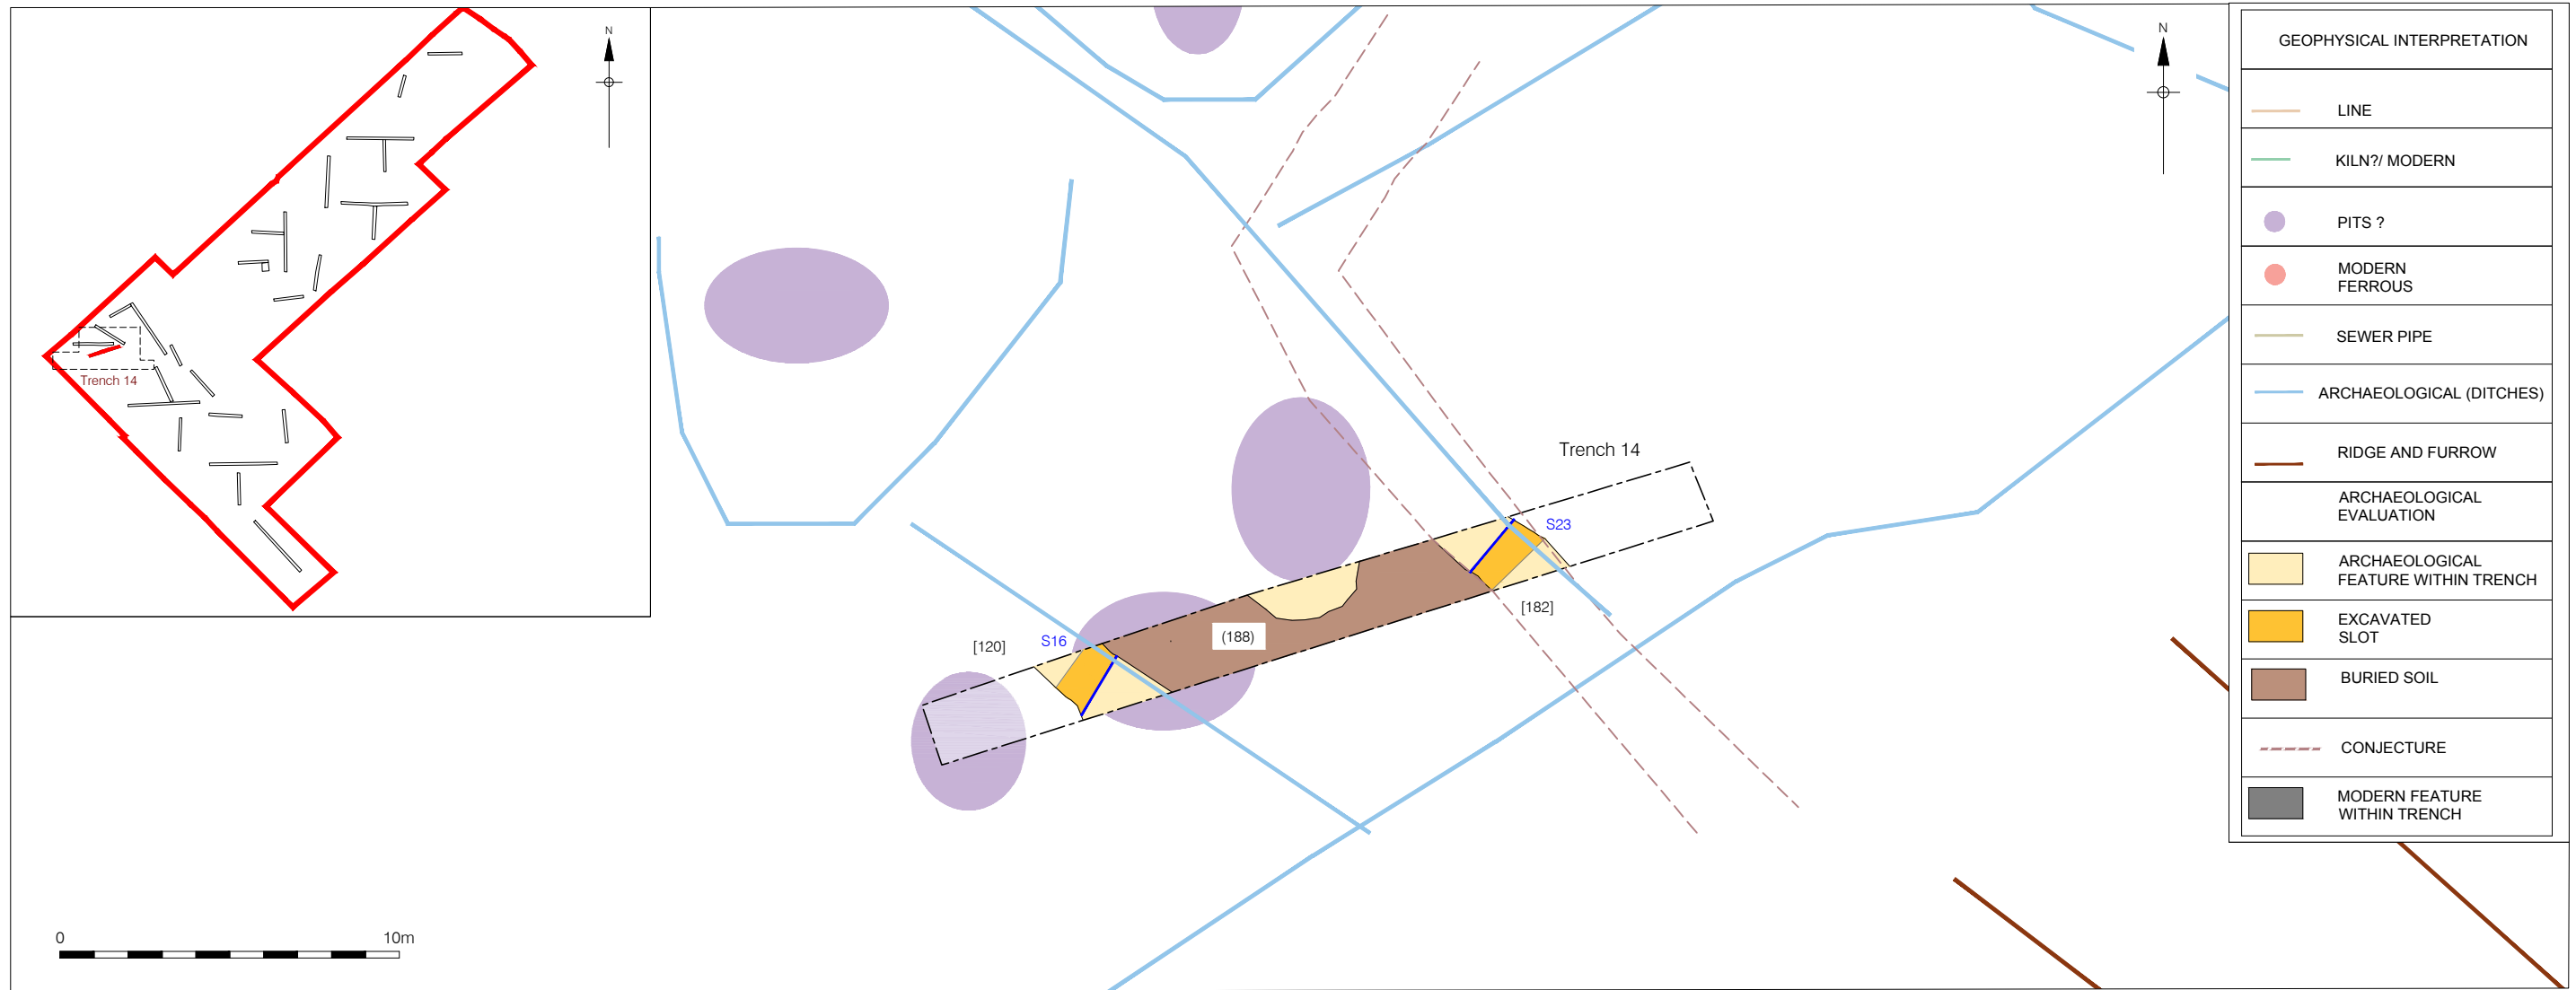 N
Trench 14
N
Trench 14
S23
[182]
(188)
S16
[120]
0 10m
GEOPHYSICAL INTERPRETATION
LINE
KILN?/ MODERN
PITS ?
MODERN
FERROUS
SEWER PIPE
ARCHAEOLOGICAL (DITCHES)
RIDGE AND FURROW
ARCHAEOLOGICAL
EVALUATION
ARCHAEOLOGICAL
FEATURE WITHIN TRENCH
EXCAVATED
SLOT
BURIED SOIL
CONJECTURE
MODERN FEATURE
WITHIN TRENCH